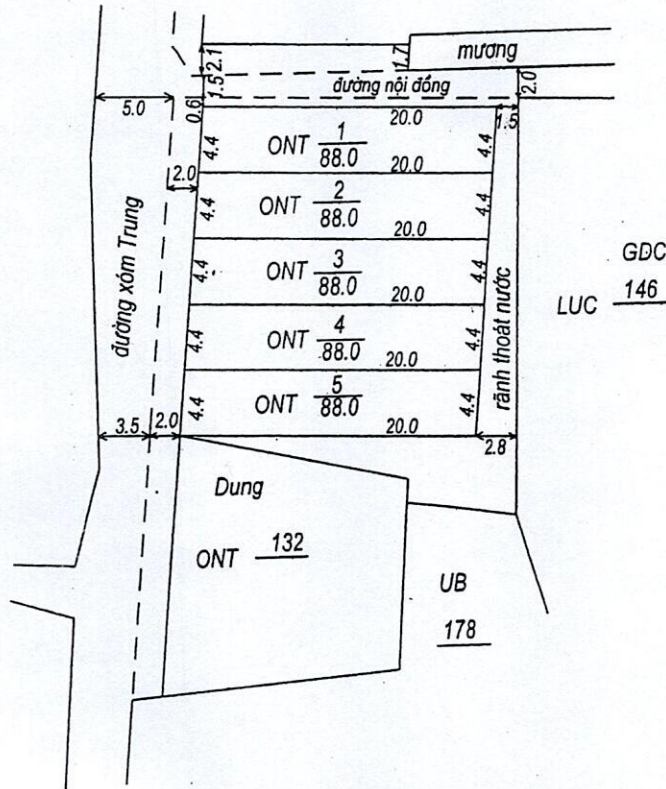 mương
1.7
2.1
1.5
đường nội đồng
2.0
5.0
0.6
20.0
1.5
ONT 1
88.0
4.4
4.4
20.0
2.0
ONT 2
88.0
4.4
4.4
20.0
đường xóm Trung
ONT 3
88.0
4.4
4.4
20.0
rãnh thoát nước
GDC
LUC 146
ONT 4
88.0
4.4
4.4
20.0
ONT 5
88.0
4.4
4.4
20.0
3.5
2.0
2.8
Dung
ONT 132
UB
178